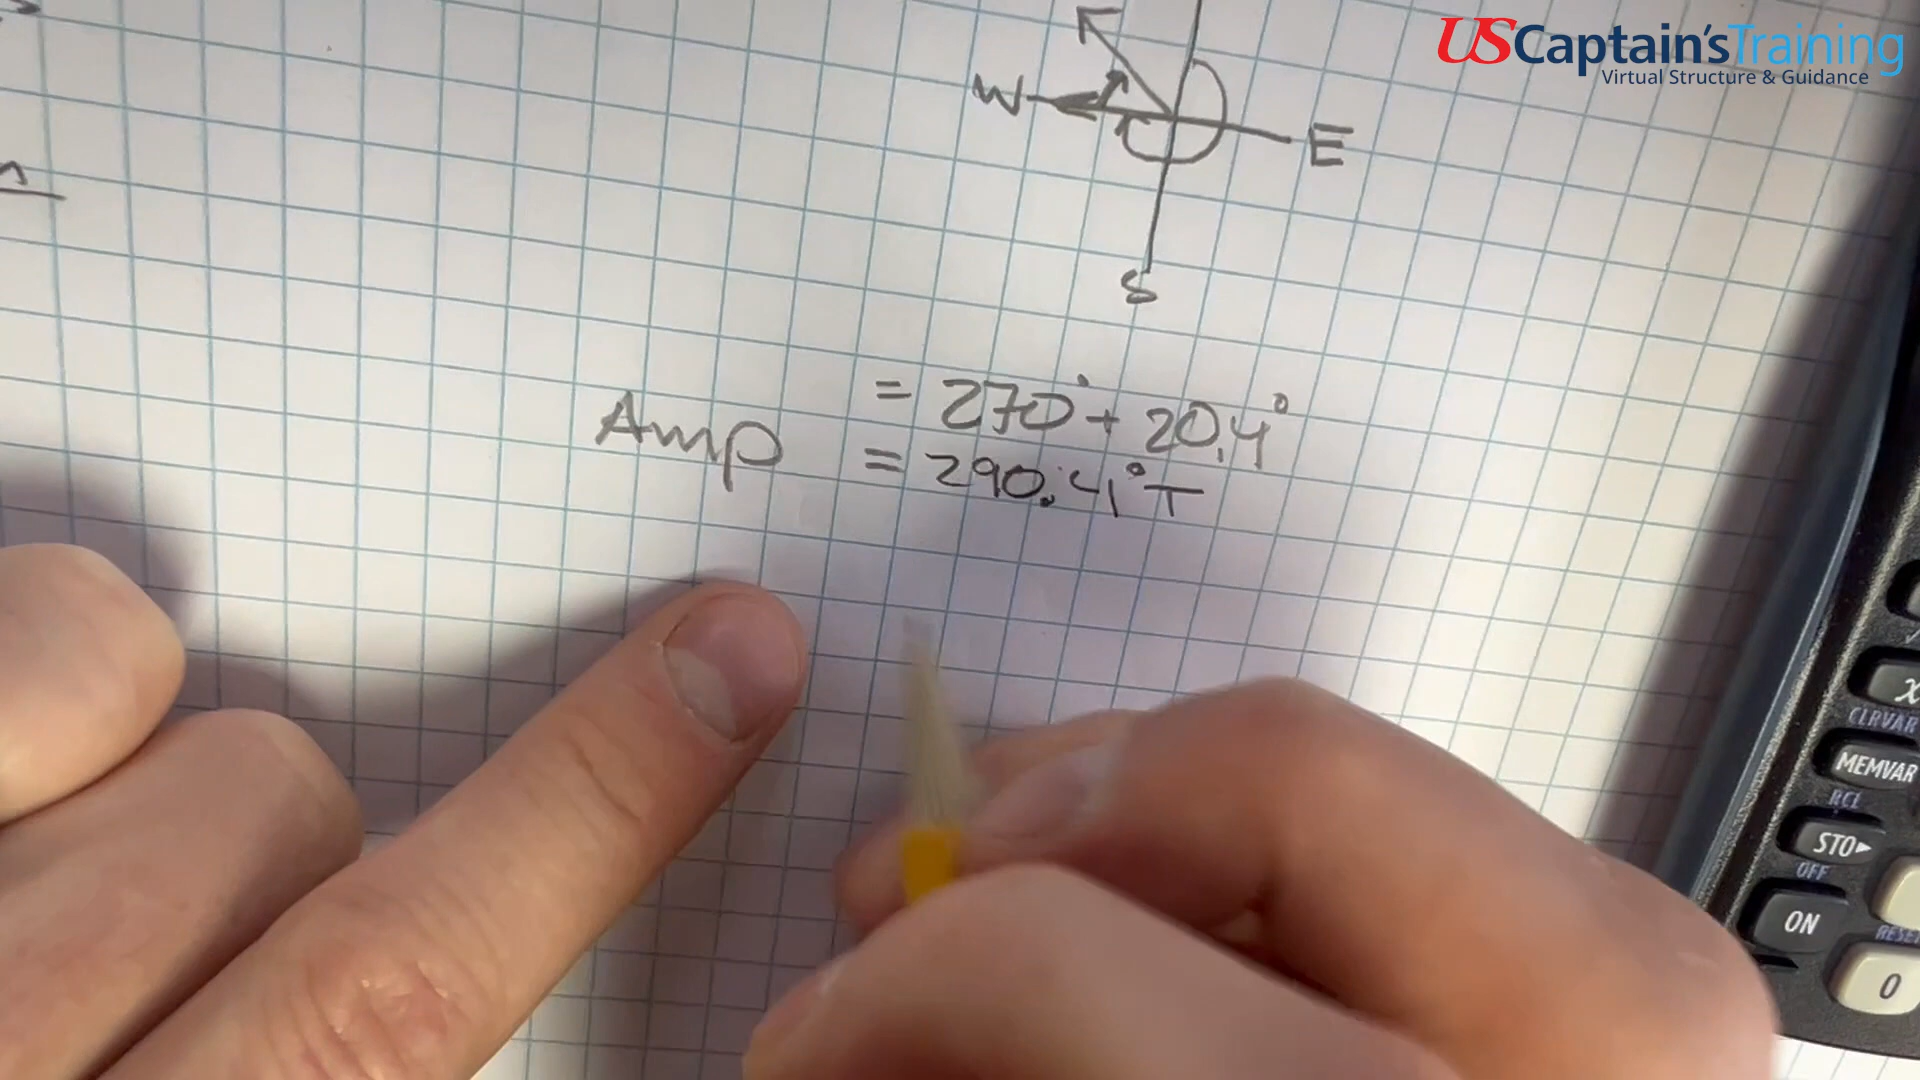 USCaptain'sTraining
Virtual Structure & Guidance
W
E
S
= 270° + 20.4°
Amp
= 290.4°T
CLRVAR
MEMVAR
RCL
STO►
OFF
ON
RESET
0